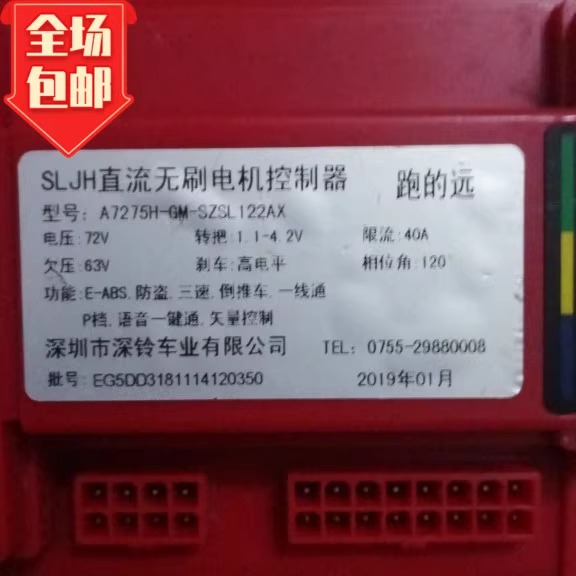 全场
包邮
SLJH直流无刷电机控制器 跑的远
型号: A7275H-GM-SZSL122AX
电压: 72V 转把: 1.1-4.2V 限流: 40A
欠压: 63V 刹车: 高电平 相位角: 120
功能: E-ABS, 防盗, 三速, 倒推车, 一线通
P档, 语音一键通, 矢量控制
深圳市深铃车业有限公司 TEL: 0755-29880008
批号: EG5DD3181114120350 2019年01月